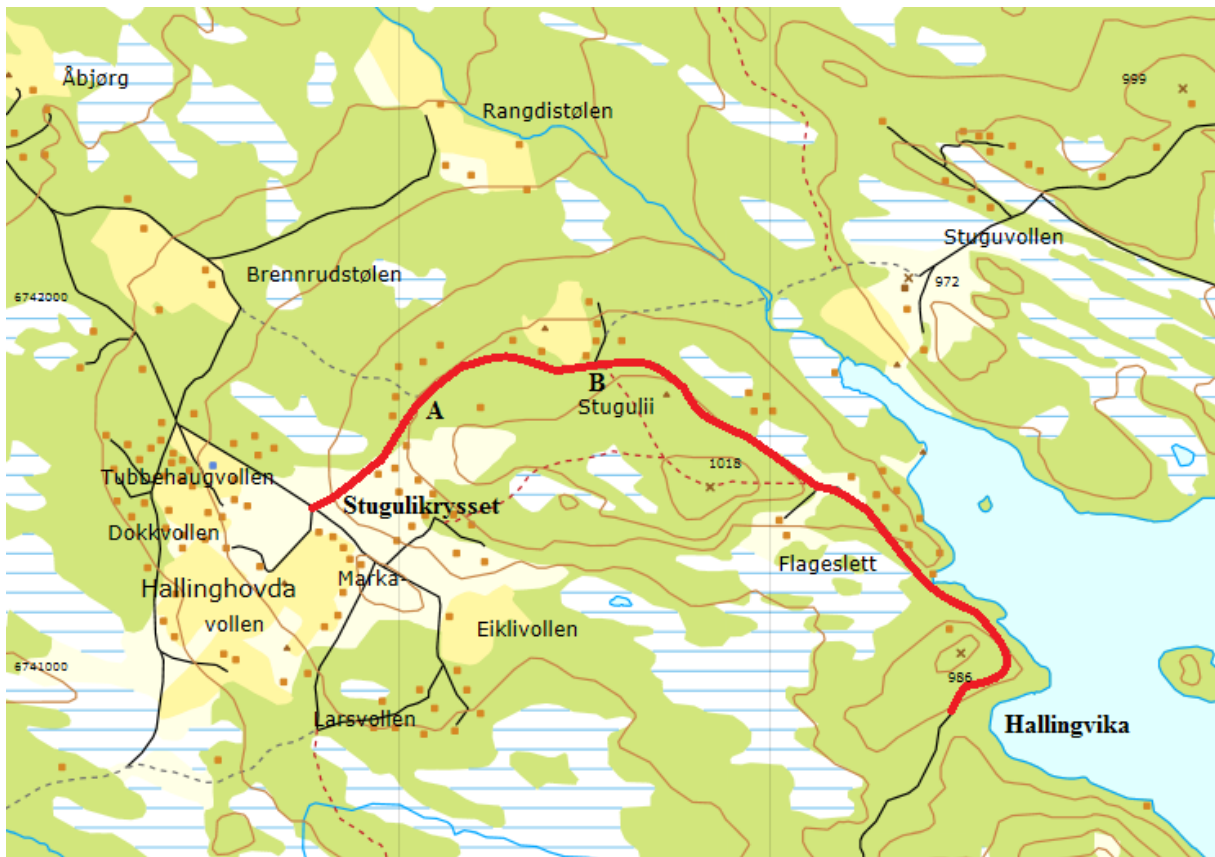 Åbjørg
999
Rangdistølen
Stuguvollen
Brennrudstølen
972
6742000
B
Stugulii
A
1018
Tubbehaugvollen
Stugulikrysset
Dokkvollen
Flageslett
Marka-
Hallinghovda
vollen
Eiklivollen
6741000
986
Larsvollen
Hallingvika